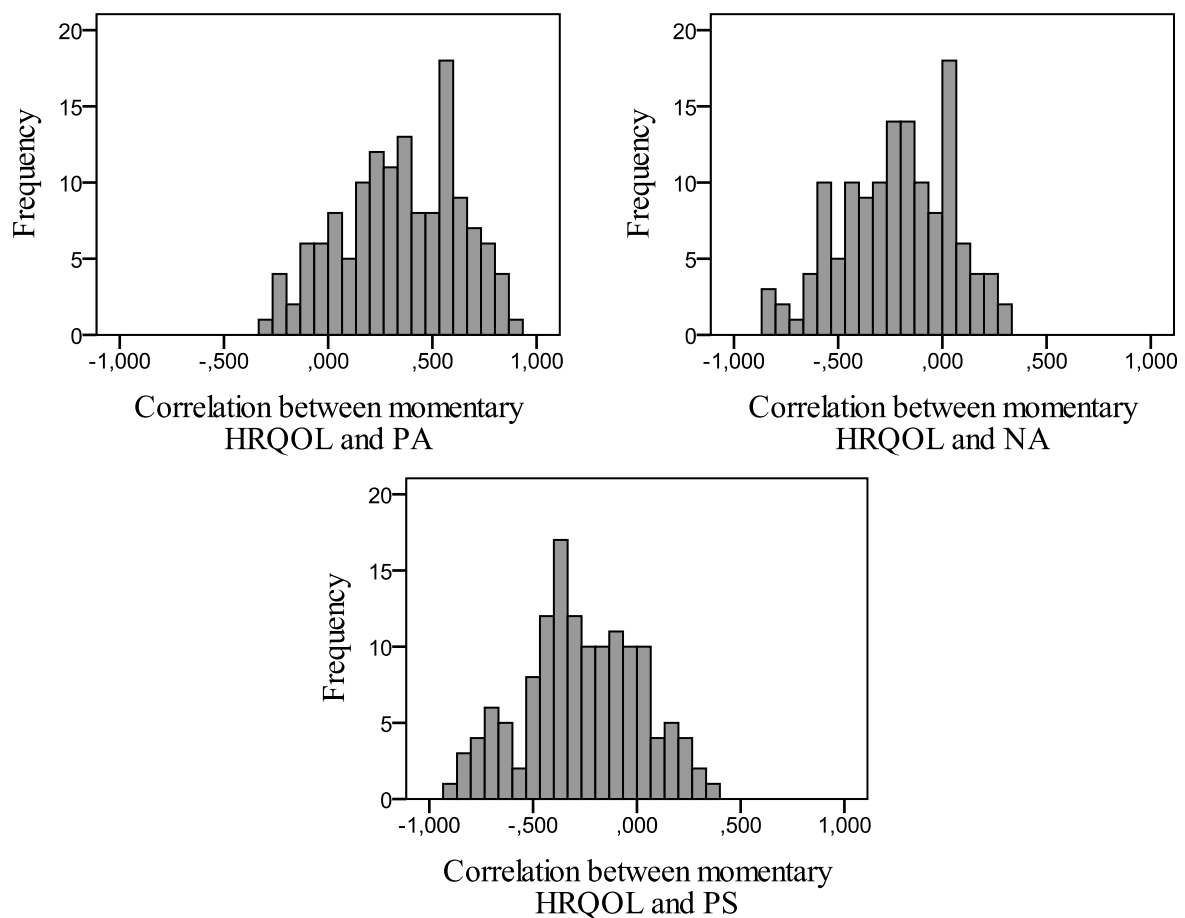 20
15
10
5
0
Frequency
-1,000 -,500 ,000 ,500 1,000
Correlation between momentary
HRQOL and PA
20
15
10
5
0
Frequency
-1,000 -,500 ,000 ,500 1,000
Correlation between momentary
HRQOL and NA
20
15
10
5
0
Frequency
-1,000 -,500 ,000 ,500 1,000
Correlation between momentary
HRQOL and PS